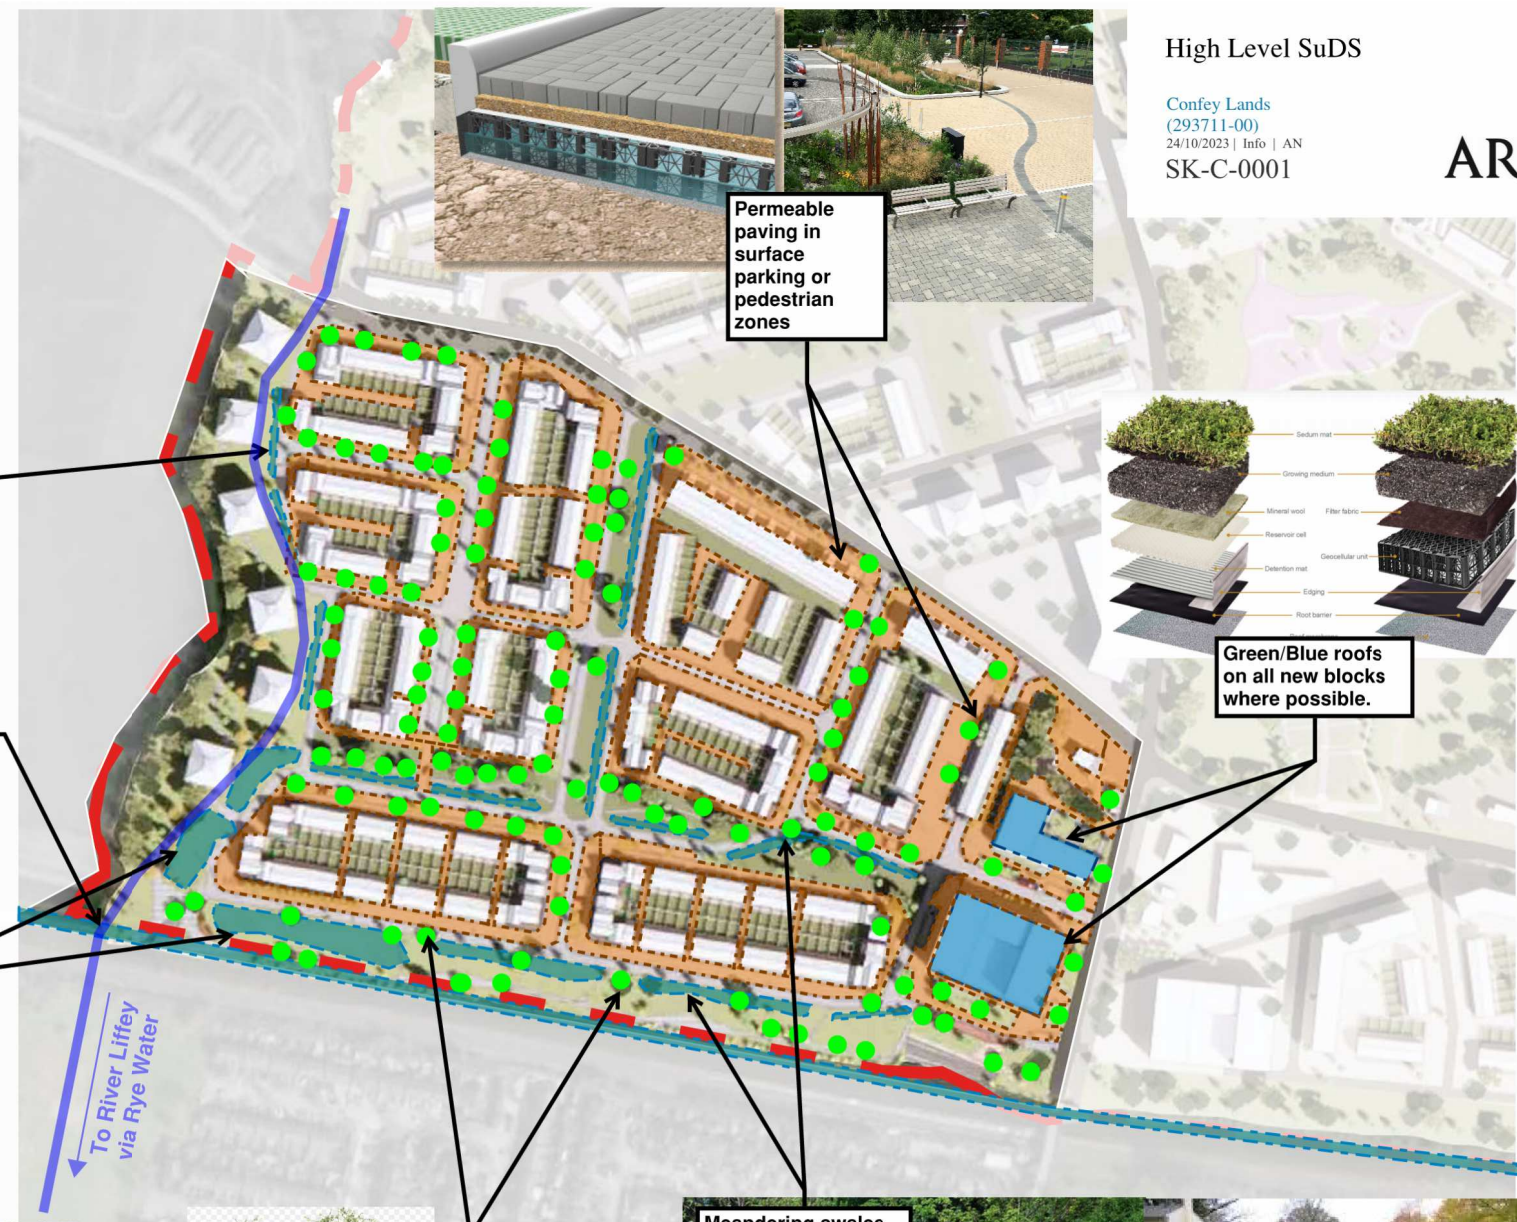 High Level SuDS
Confey Lands
(293711-00)
24/10/2023 | Info | AN
SK-C-0001
AR
Permeable
paving in
surface
parking or
pedestrian
zones
Sedum mat
Growing medium
Mineral wool
Filter fabric
Reservoir cell
Geocellular unit
Detention mat
Edging
Root barrier
Green/Blue roofs
on all new blocks
where possible.
To River Liffey
via Rye Water
Meandering swales